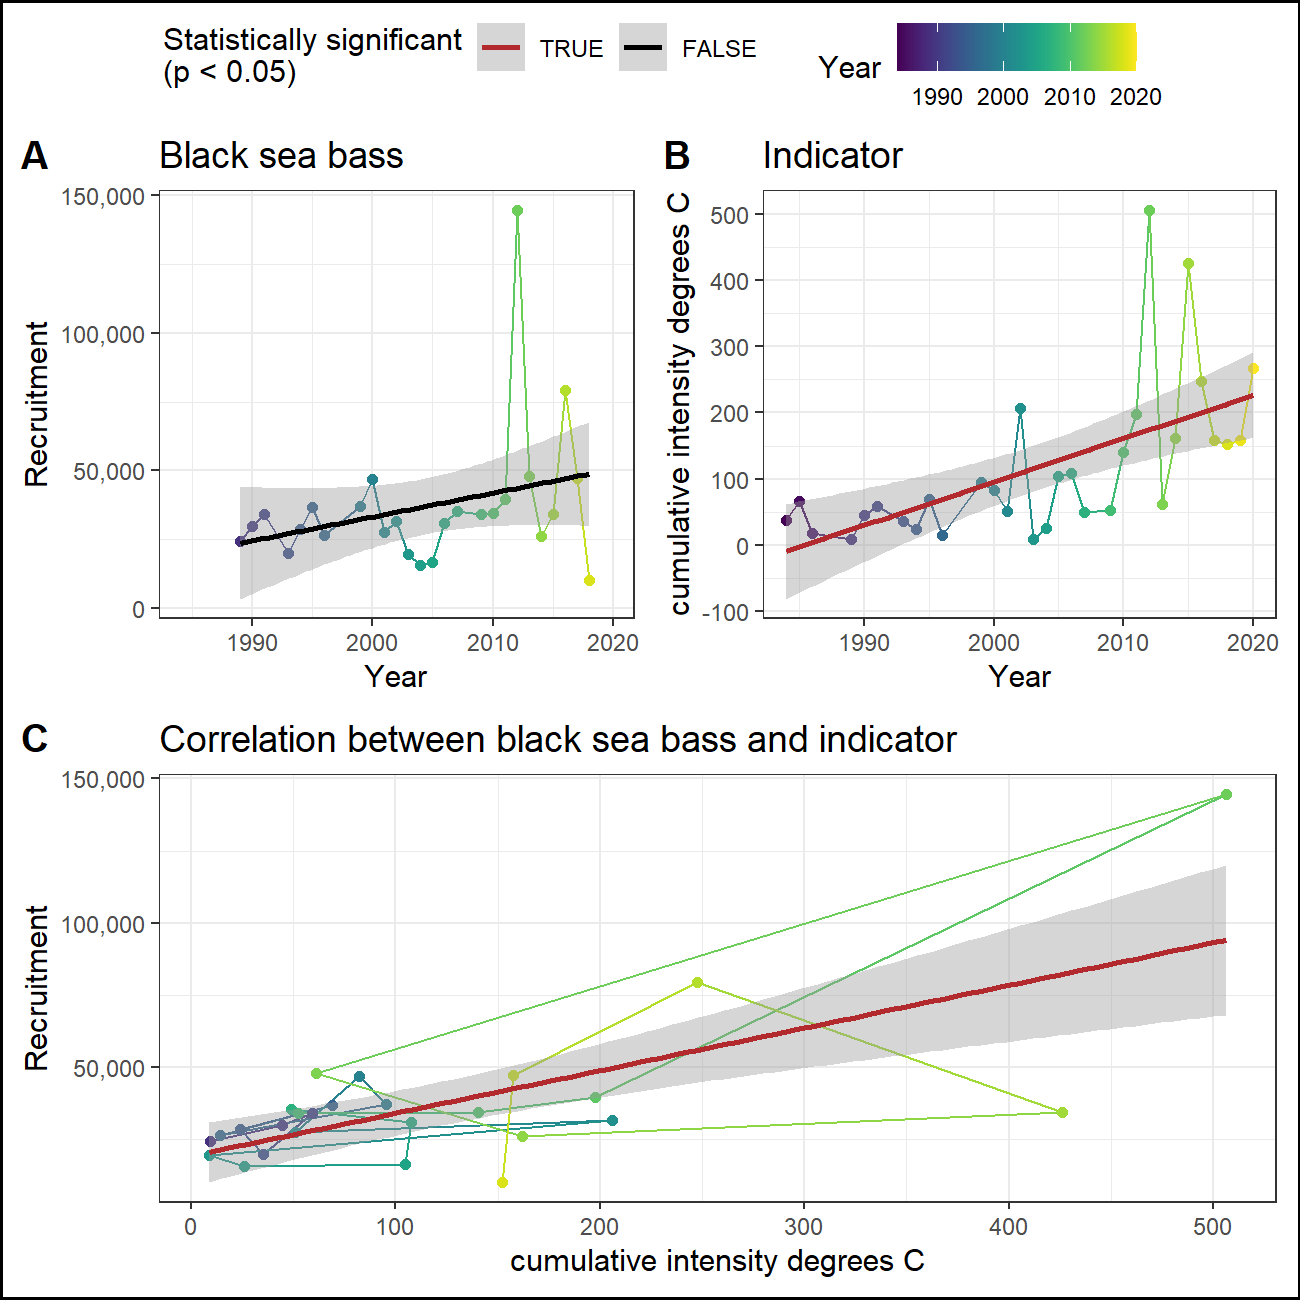 Statistically significant
(p < 0.05)
TRUE
FALSE
Year
1990 2000 2010 2020
A
Black sea bass
150,000
100,000
50,000
0
Recruitment
1990 2000 2010 2020
Year
B
Indicator
500
400
300
200
100
0
-100
cumulative intensity degrees C
1990 2000 2010 2020
Year
C
Correlation between black sea bass and indicator
150,000
100,000
50,000
Recruitment
0 100 200 300 400 500
cumulative intensity degrees C